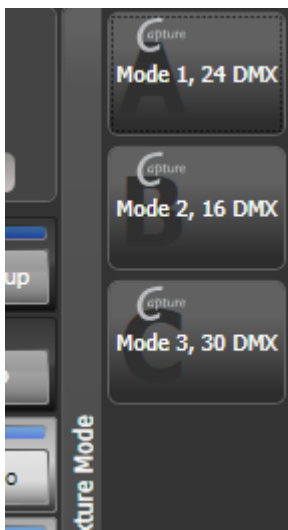 Capture
A
Mode 1, 24 DMX
Capture
B
Mode 2, 16 DMX
Capture
C
Mode 3, 30 DMX
up
o
xture Mode